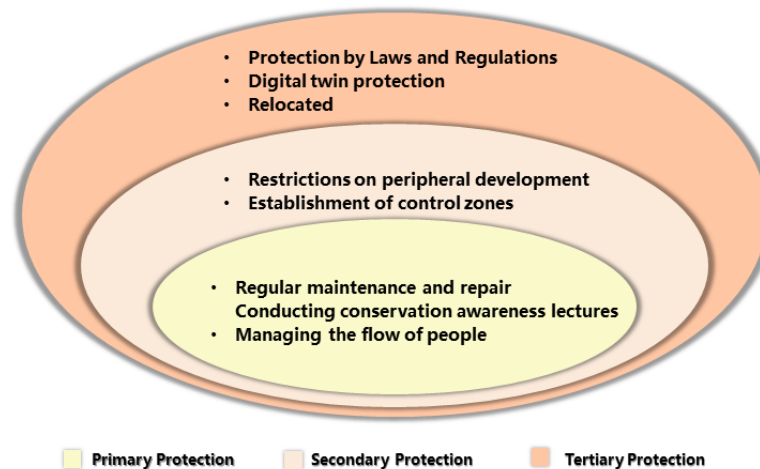 • Protection by Laws and Regulations
• Digital twin protection
• Relocated
• Restrictions on peripheral development
• Establishment of control zones
• Regular maintenance and repair
Conducting conservation awareness lectures
• Managing the flow of people
Primary Protection Secondary Protection Tertiary Protection